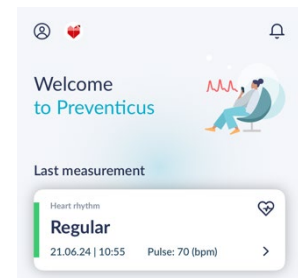 Welcome
to Preventicus
Last measurement
Heart rhythm
Regular
21.06.24 | 10:55 Pulse: 70 (bpm)